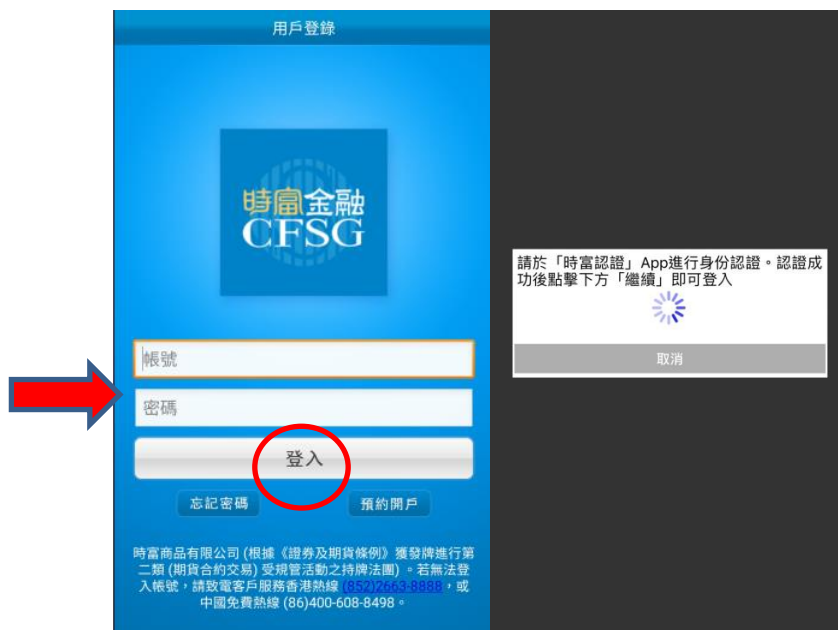 用戶登錄
時富金融
CFSG
帳號
密碼
登入
忘記密碼
預約開戶
時富商品有限公司 (根據《證券及期貨條例》獲發牌進行第
二類 (期貨合約交易) 受規管活動之持牌法團) 。若無法登
入帳號，請致電客戶服務香港熱線 (852)2663-8888，或
中國免費熱線 (86)400-608-8498。
請於「時富認證」App進行身份認證。認證成
功後點擊下方「繼續」即可登入
取消